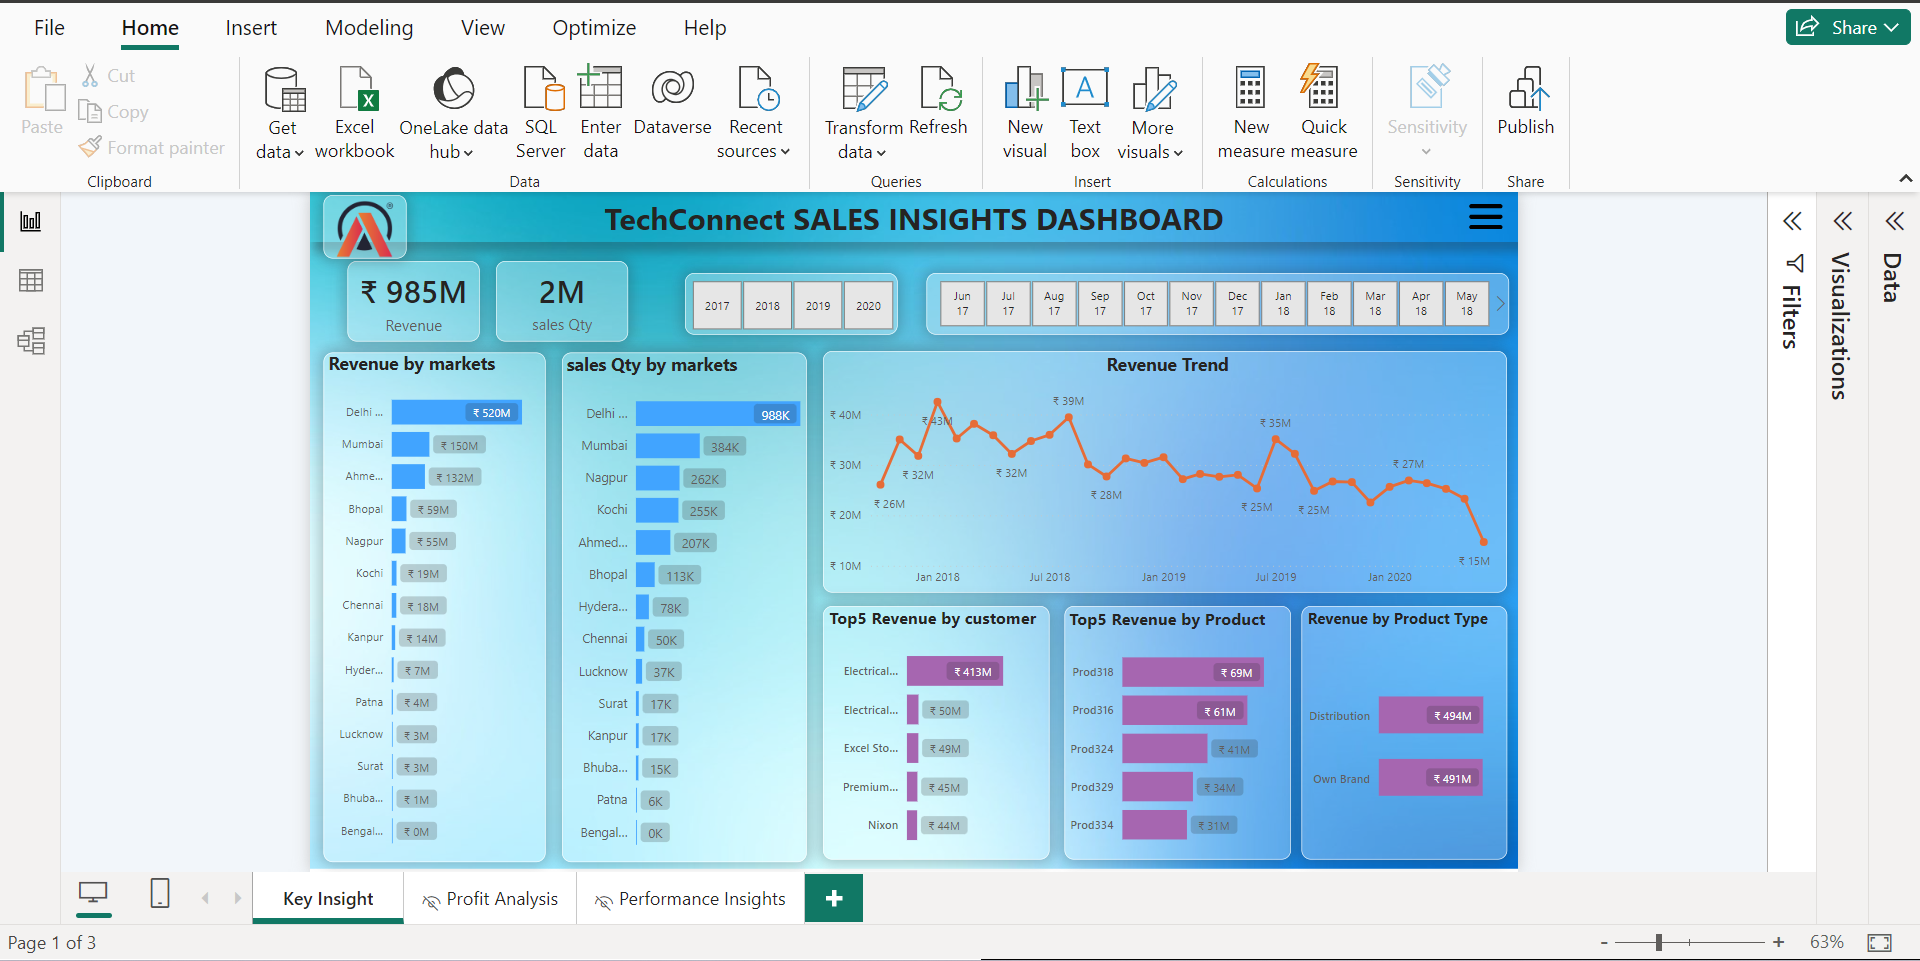 File Home Insert Modeling View Optimize Help
Share
Paste
Cut
Copy
Format painter
Clipboard
Get data
Excel workbook
OneLake data hub
SQL Server
Enter data
Dataverse
Recent sources
Data
Transform data
Refresh
Queries
New visual
Text box
More visuals
Insert
New measure
Quick measure
Calculations
Sensitivity
Sensitivity
Publish
Share
TechConnect SALES INSIGHTS DASHBOARD
₹ 985M
Revenue
2M
sales Qty
2017 2018 2019 2020
Jun 17
Jul 17
Aug 17
Sep 17
Oct 17
Nov 17
Dec 17
Jan 18
Feb 18
Mar 18
Apr 18
May 18
Revenue by markets
Delhi ... ₹ 520M
Mumbai ₹ 150M
Ahme... ₹ 132M
Bhopal ₹ 59M
Nagpur ₹ 55M
Kochi ₹ 19M
Chennai ₹ 18M
Kanpur ₹ 14M
Hyder... ₹ 7M
Patna ₹ 4M
Lucknow ₹ 3M
Surat ₹ 3M
Bhuba... ₹ 1M
Bengal... ₹ 0M
sales Qty by markets
Delhi ... 988K
Mumbai 384K
Nagpur 262K
Kochi 255K
Ahmed... 207K
Bhopal 113K
Hydera... 78K
Chennai 50K
Lucknow 37K
Surat 17K
Kanpur 17K
Bhuba... 15K
Patna 6K
Bengal... 0K
Revenue Trend
₹ 40M
₹ 30M
₹ 20M
₹ 10M
₹ 26M
₹ 32M
₹ 43M
₹ 32M
₹ 39M
₹ 28M
₹ 25M
₹ 35M
₹ 25M
₹ 27M
₹ 15M
Jan 2018 Jul 2018 Jan 2019 Jul 2019 Jan 2020
Top5 Revenue by customer
Electrical... ₹ 413M
Electrical... ₹ 50M
Excel Sto... ₹ 49M
Premium... ₹ 45M
Nixon ₹ 44M
Top5 Revenue by Product
Prod318 ₹ 69M
Prod316 ₹ 61M
Prod324 ₹ 41M
Prod329 ₹ 34M
Prod334 ₹ 31M
Revenue by Product Type
Distribution ₹ 494M
Own Brand ₹ 491M
Filters
Visualizations
Data
Key Insight
Profit Analysis
Performance Insights
Page 1 of 3
- + 63%